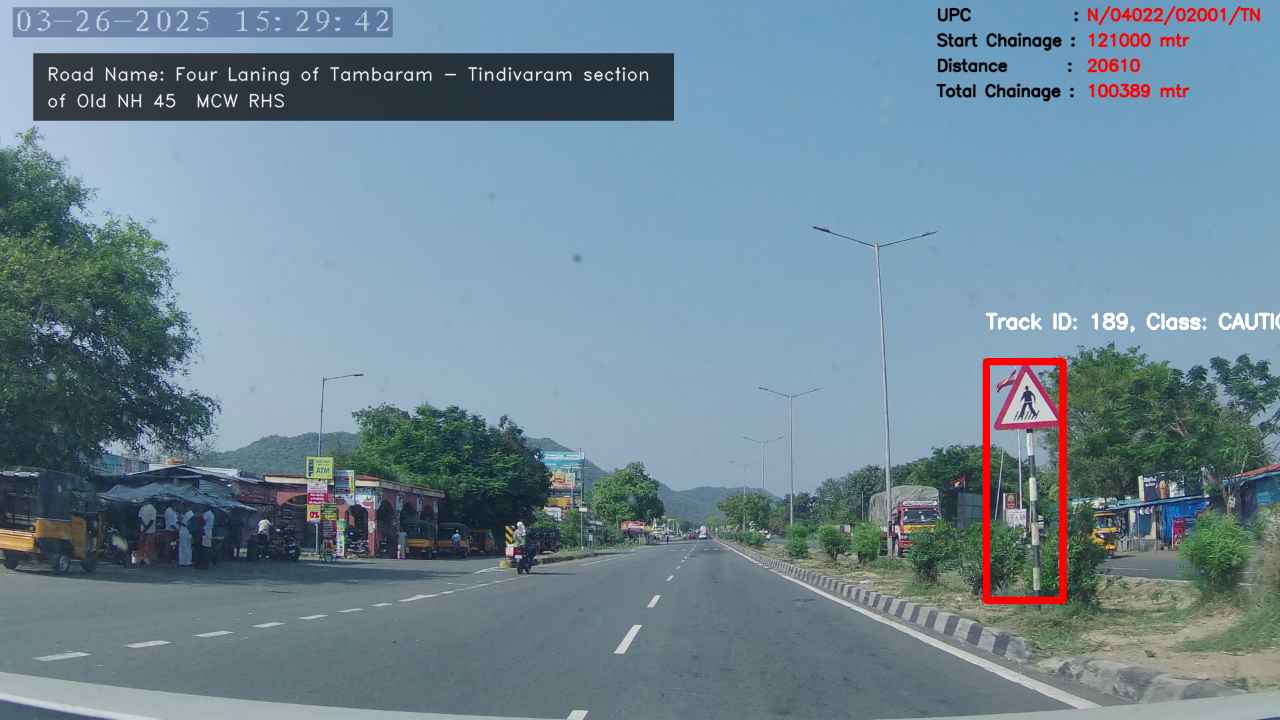 03-26-2025 15:29:42
UPC : N/04022/02001/TN
Start Chainage : 121000 mtr
Distance : 20610
Total Chainage : 100389 mtr
Road Name: Four Laning of Tambaram - Tindivaram section
of Old NH 45 MCW RHS
Track ID: 189, Class: CAUTIO
ATM